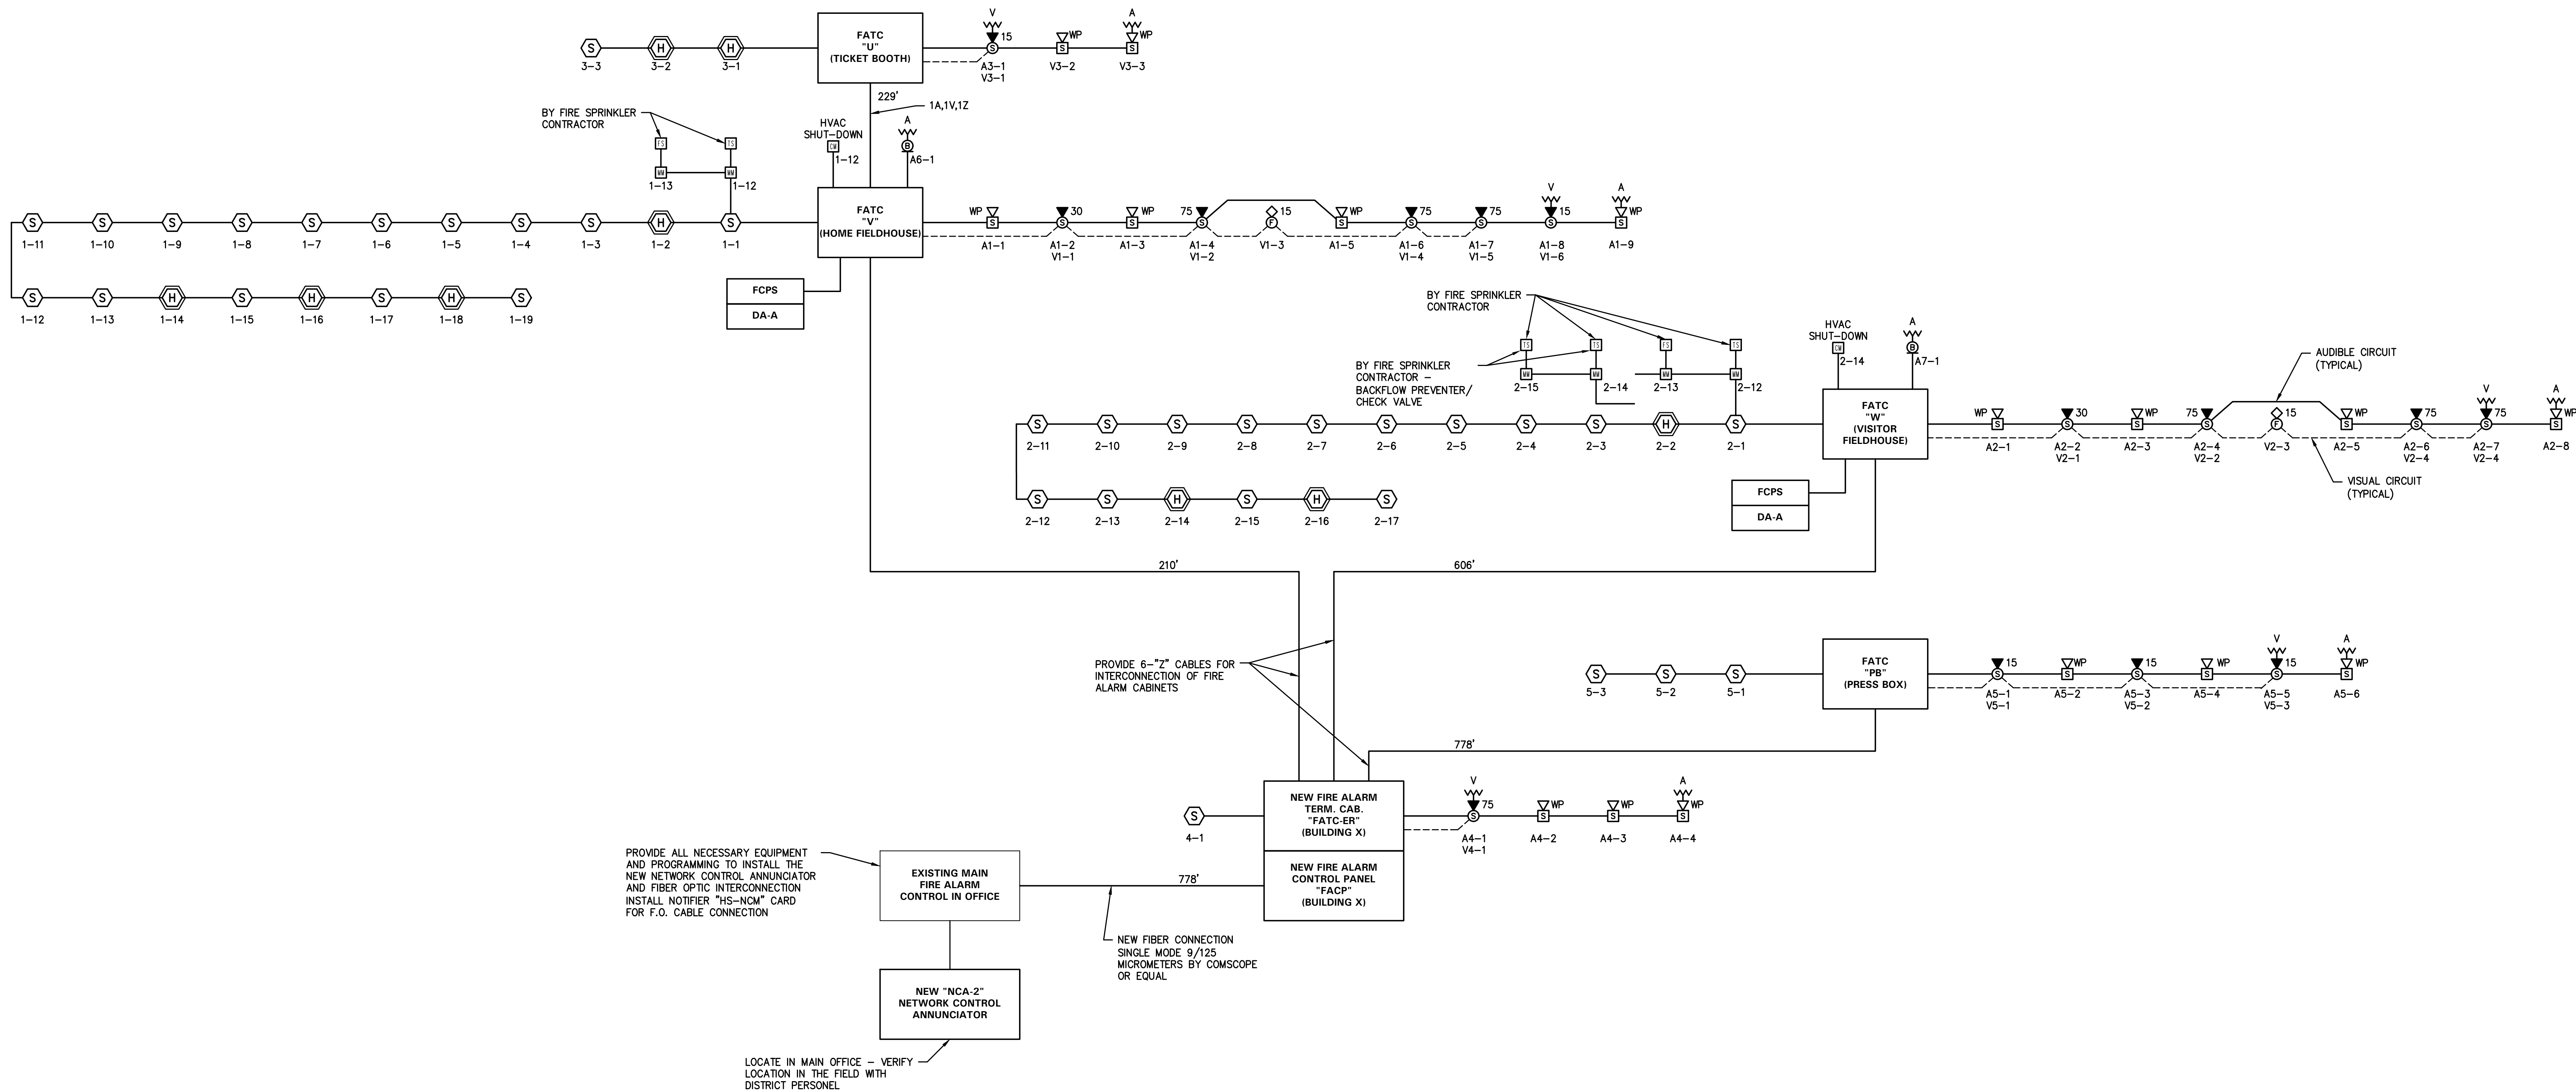 V
15
A3-1
V3-1
WP
V3-2
A
WP
V3-3
FATC
"U"
(TICKET BOOTH)
S
3-3
H
3-2
H
3-1
229'
1A,1V,1Z
BY FIRE SPRINKLER
CONTRACTOR
FS
TS
MM
MM
1-13
1-12
HVAC
SHUT-DOWN
CM
1-12
A
B
A6-1
FATC
"V"
(HOME FIELDHOUSE)
S S S S S S S S S H S
1-11 1-10 1-9 1-8 1-7 1-6 1-5 1-4 1-3 1-2 1-1
S S H S H S H S
1-12 1-13 1-14 1-15 1-16 1-17 1-18 1-19
FCPS
DA-A
WP 30 WP 75 15 WP 75 75 V 15 A WP
S S S S F S S S S S
A1-1 A1-2 A1-3 A1-4 V1-3 A1-5 A1-6 A1-7 A1-8 A1-9
V1-1 V1-2 V1-4 V1-5 V1-6
BY FIRE SPRINKLER
CONTRACTOR
BY FIRE SPRINKLER
CONTRACTOR -
BACKFLOW PREVENTER/
CHECK VALVE
TS TS FS TS
MM MM MM MM
2-15 2-14 2-13 2-12
HVAC
SHUT-DOWN
CM
2-14
A
B
A7-1
FATC
"W"
(VISITOR
FIELDHOUSE)
S S S S S S S S S H S
2-11 2-10 2-9 2-8 2-7 2-6 2-5 2-4 2-3 2-2 2-1
S S H S H S
2-12 2-13 2-14 2-15 2-16 2-17
FCPS
DA-A
AUDIBLE CIRCUIT
(TYPICAL)
WP 30 WP 75 15 WP 75 V 75 A WP
S S S S F S S S S
A2-1 A2-2 A2-3 A2-4 V2-3 A2-5 A2-6 A2-7 A2-8
V2-1 V2-2 V2-4 V2-4
VISUAL CIRCUIT
(TYPICAL)
210'
606'
PROVIDE 6-"Z" CABLES FOR
INTERCONNECTION OF FIRE
ALARM CABINETS
S S S
5-3 5-2 5-1
FATC
"PB"
(PRESS BOX)
15 WP 15 WP V 15 A WP
S S S S S S
A5-1 A5-2 A5-3 A5-4 A5-5 A5-6
V5-1 V5-2 V5-3
778'
S
4-1
NEW FIRE ALARM
TERM. CAB.
"FATC-ER"
(BUILDING X)
V 75 WP WP A WP
S S S S
A4-1 A4-2 A4-3 A4-4
V4-1
NEW FIRE ALARM
CONTROL PANEL
"FACP"
(BUILDING X)
PROVIDE ALL NECESSARY EQUIPMENT
AND PROGRAMMING TO INSTALL THE
NEW NETWORK CONTROL ANNUNCIATOR
AND FIBER OPTIC INTERCONNECTION
INSTALL NOTIFIER "HS-NCM" CARD
FOR F.O. CABLE CONNECTION
EXISTING MAIN
FIRE ALARM
CONTROL IN OFFICE
778'
NEW FIBER CONNECTION
SINGLE MODE 9/125
MICROMETERS BY COMSCOPE
OR EQUAL
NEW "NCA-2"
NETWORK CONTROL
ANNUNCIATOR
LOCATE IN MAIN OFFICE - VERIFY
LOCATION IN THE FIELD WITH
DISTRICT PERSONEL